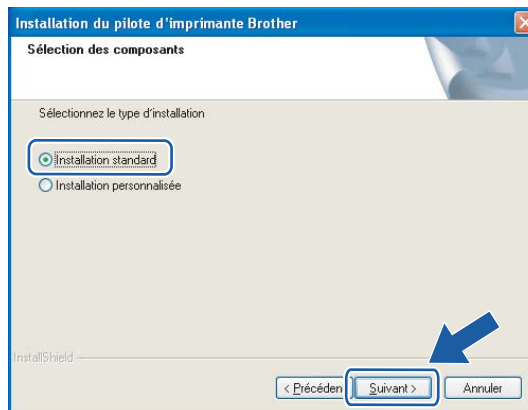 Installation du pilote d'imprimante Brother
Sélection des composants
Sélectionnez le type d'installation
Installation standard
Installation personnalisée
InstallShield
< Précéden
Suivant >
Annuler